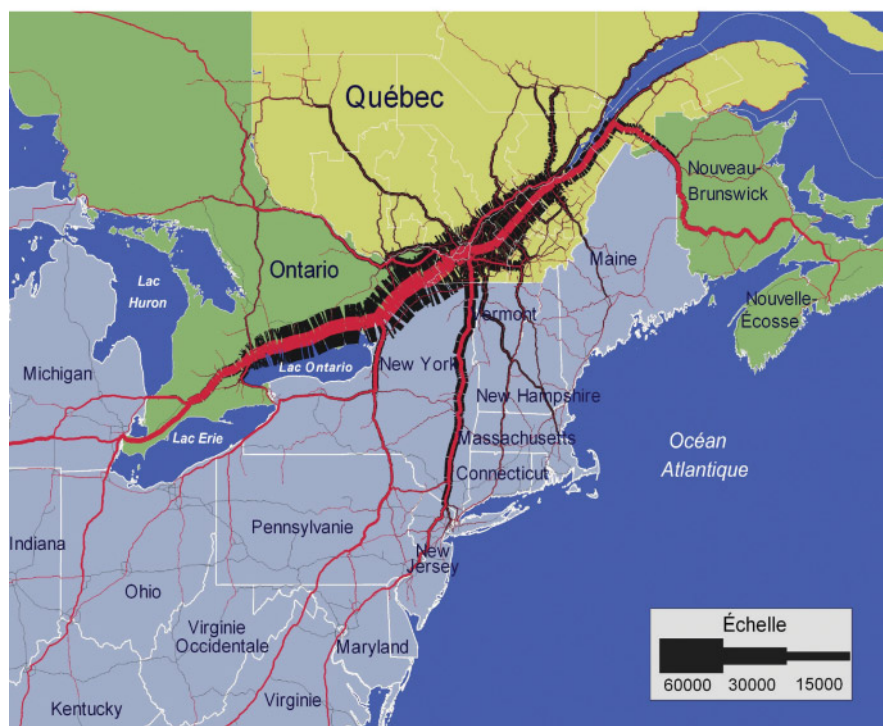 Québec
Nouveau-
Brunswick
Ontario
Maine
Lac
Huron
Nouvelle-
Écosse
Vermont
Michigan
Lac Ontario
New York
New Hampshire
Lac Erie
Massachusetts
Océan
Atlantique
Connecticut
Pennsylvanie
Indiana
New
Jersey
Ohio
Virginie
Occidentale
Maryland
Échelle
60000 30000 15000
Kentucky
Virginie